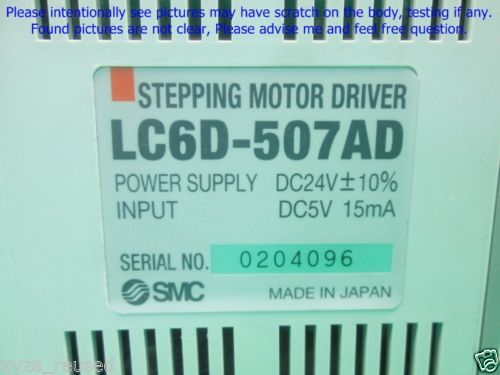 Please intentionally see pictures may have scratch on the body, testing if any.
Found pictures are not clear, Please advise me and feel free question.
STEPPING MOTOR DRIVER
LC6D-507AD
POWER SUPPLY DC24V±10%
INPUT DC5V 15mA
SERIAL NO. 0204096
SMC MADE IN JAPAN
xyza_reused